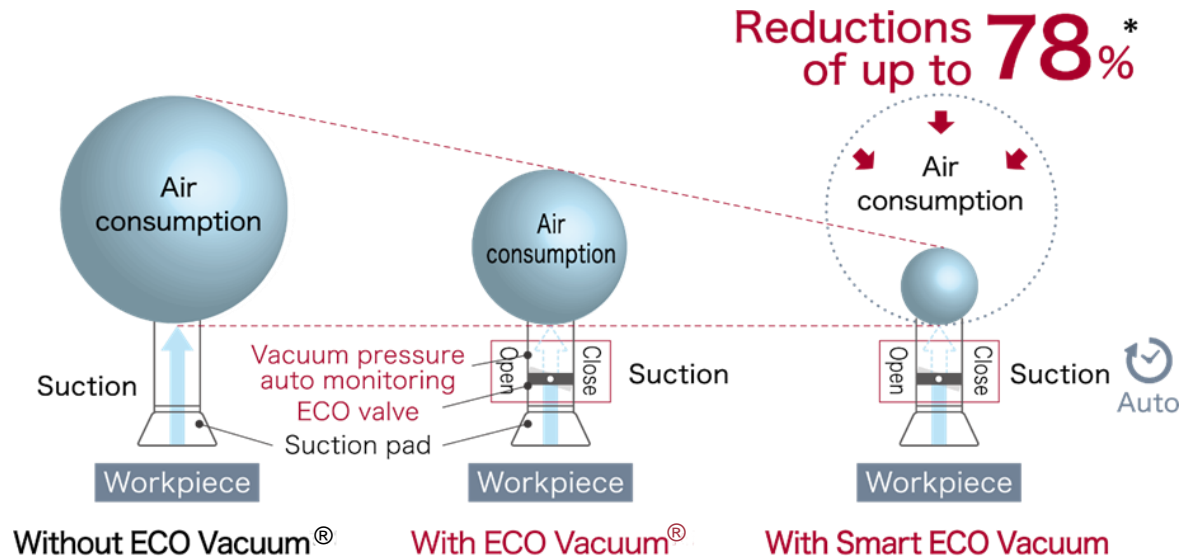 Reductions
of up to 78%*
Air
consumption
Air
consumption
Air
consumption
Suction
Vacuum pressure
auto monitoring
ECO valve
Suction pad
Open
Close
Suction
Open
Close
Suction
Auto
Workpiece
Workpiece
Workpiece
Without ECO Vacuum®
With ECO Vacuum®
With Smart ECO Vacuum